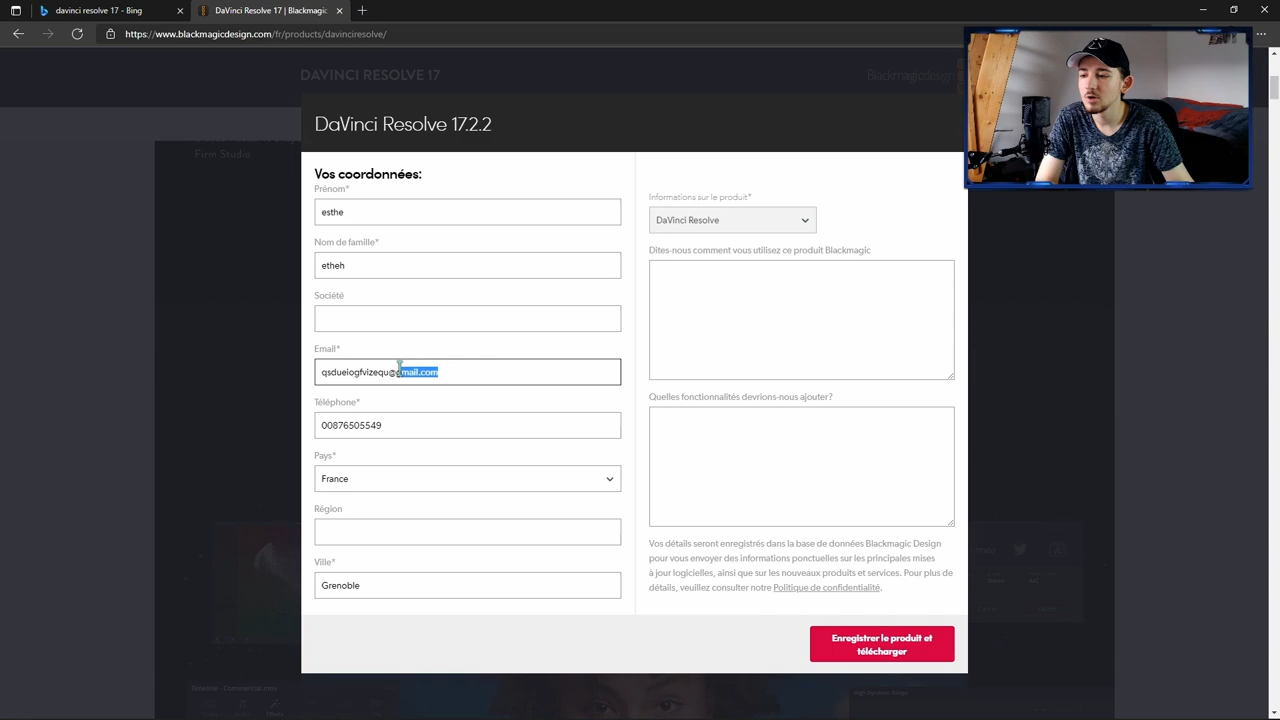 davinci resolve 17 - Bing
DaVinci Resolve 17 | Blackmagic
https://www.blackmagicdesign.com/fr/products/davinciresolve/
DAVINCI RESOLVE 17
Blackmagicdesign
DaVinci Resolve 17.2.2
Firm Studio
Vos coordonnées:
Prénom*
esthe
Nom de famille*
etheh
Société
Email*
qsdueiogfvizequ@gmail.com
Téléphone*
00876505549
Pays*
France
Région
Ville*
Grenoble
Informations sur le produit*
DaVinci Resolve
Dites-nous comment vous utilisez ce produit Blackmagic
Quelles fonctionnalités devrions-nous ajouter?
Vos détails seront enregistrés dans la base de données Blackmagic Design
pour vous envoyer des informations ponctuelles sur les principales mises
à jour logicielles, ainsi que sur les nouveaux produits et services. Pour plus de
détails, veuillez consulter notre Politique de confidentialité.
Enregistrer le produit et
télécharger